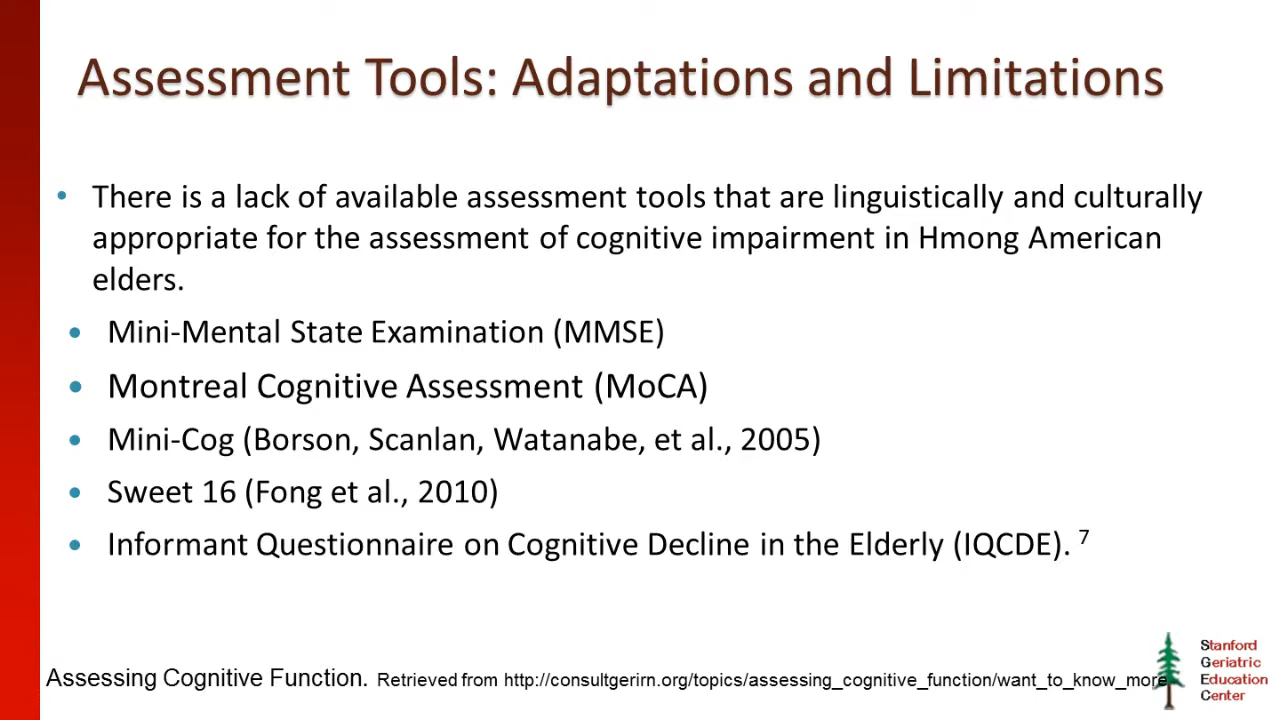 Assessment Tools: Adaptations and Limitations
• There is a lack of available assessment tools that are linguistically and culturally
appropriate for the assessment of cognitive impairment in Hmong American
elders.
• Mini-Mental State Examination (MMSE)
• Montreal Cognitive Assessment (MoCA)
• Mini-Cog (Borson, Scanlan, Watanabe, et al., 2005)
• Sweet 16 (Fong et al., 2010)
• Informant Questionnaire on Cognitive Decline in the Elderly (IQCDE). 7
Assessing Cognitive Function. Retrieved from http://consultgerirn.org/topics/assessing_cognitive_function/want_to_know_more
Stanford
Geriatric
Education
Center